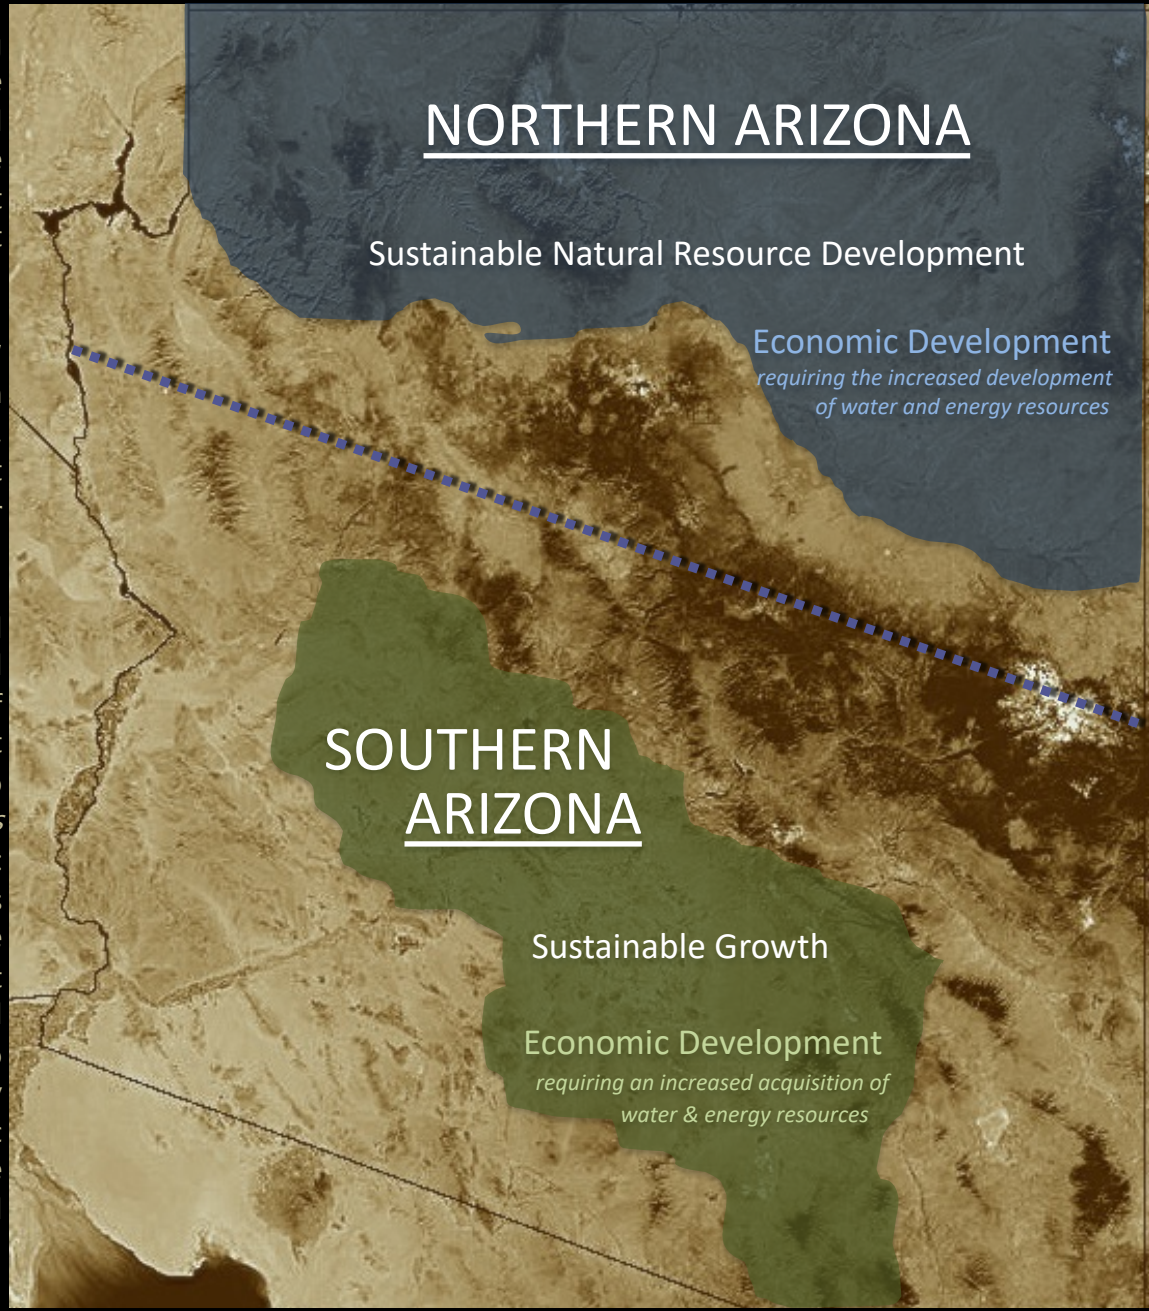 NORTHERN ARIZONA
Sustainable Natural Resource Development
Economic Development
requiring the increased development
of water and energy resources
SOUTHERN
ARIZONA
Sustainable Growth
Economic Development
requiring an increased acquisition of
water & energy resources